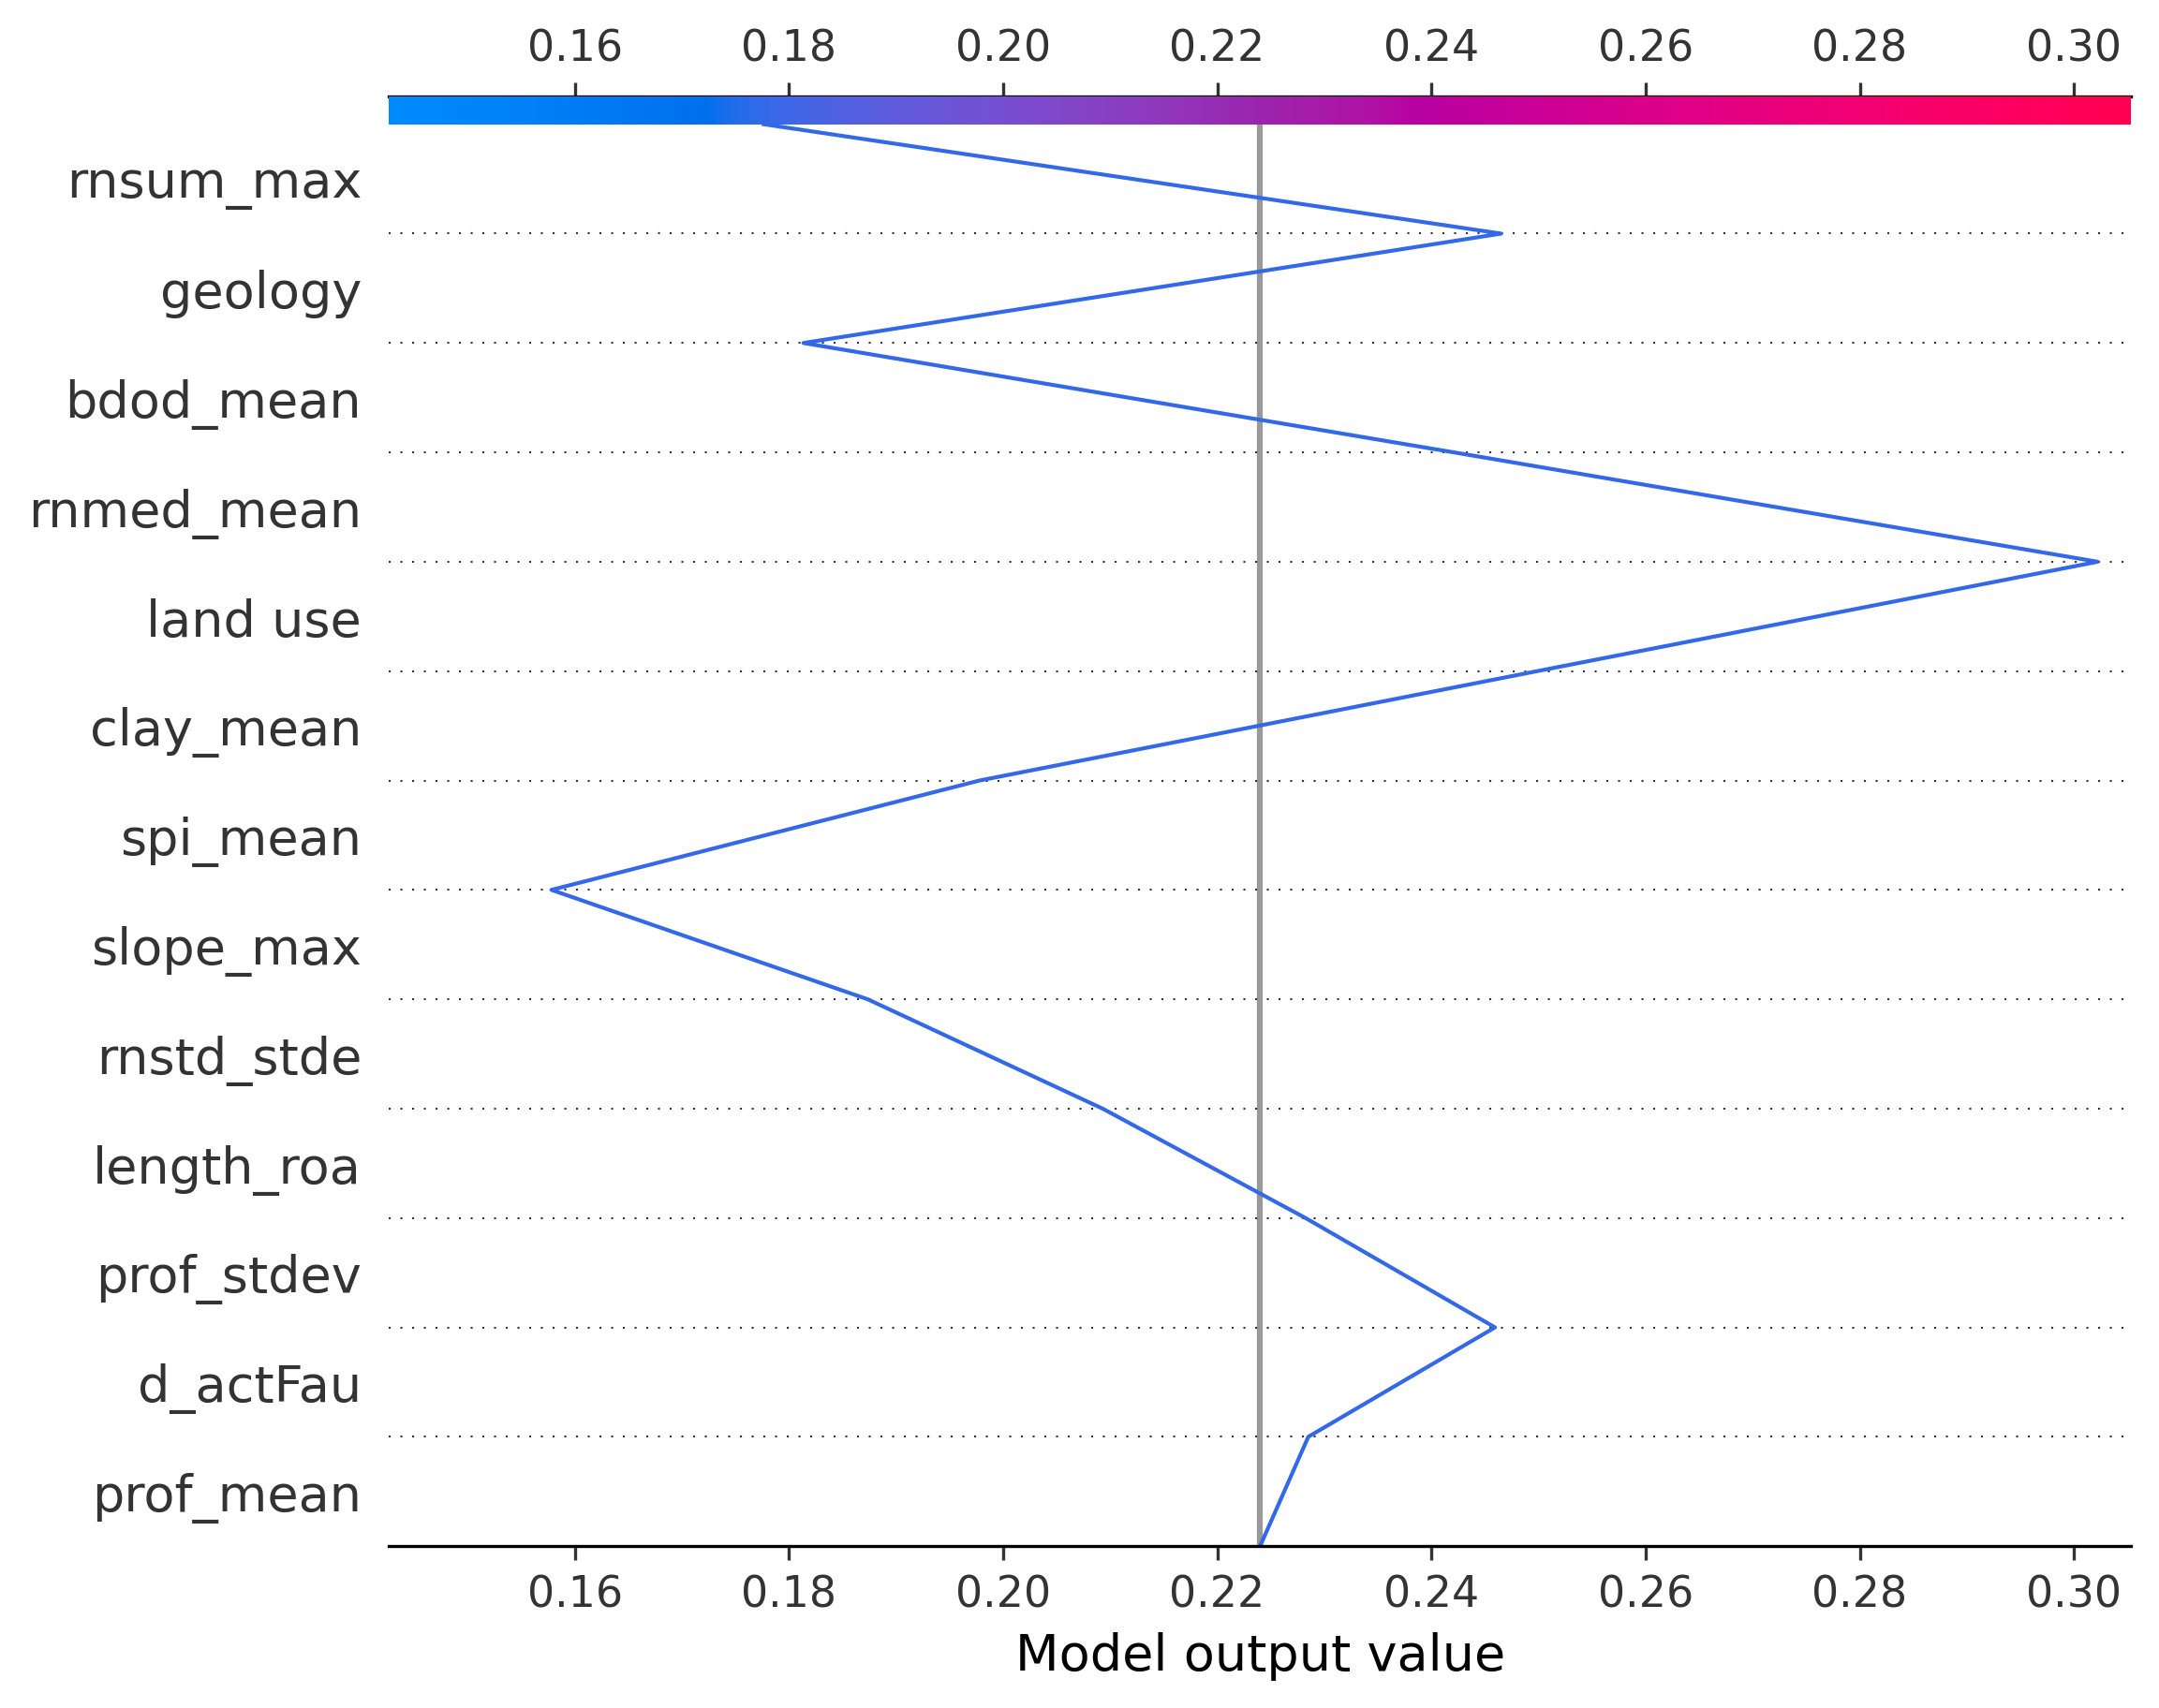 0.16 0.18 0.20 0.22 0.24 0.26 0.28 0.30
rnsum_max
geology
bdod_mean
rnmed_mean
land use
clay_mean
spi_mean
slope_max
rnstd_stde
length_roa
prof_stdev
d_actFau
prof_mean
0.16 0.18 0.20 0.22 0.24 0.26 0.28 0.30
Model output value